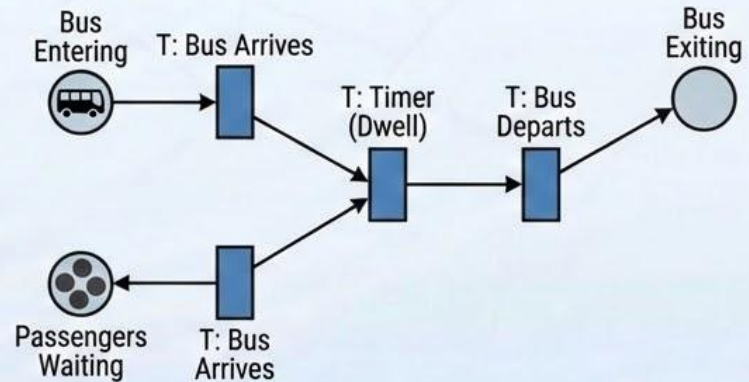 Bus
Entering
T: Bus Arrives
T: Timer
(Dwell)
T: Bus
Departs
Bus
Exiting
Passengers
Waiting
T: Bus
Arrives